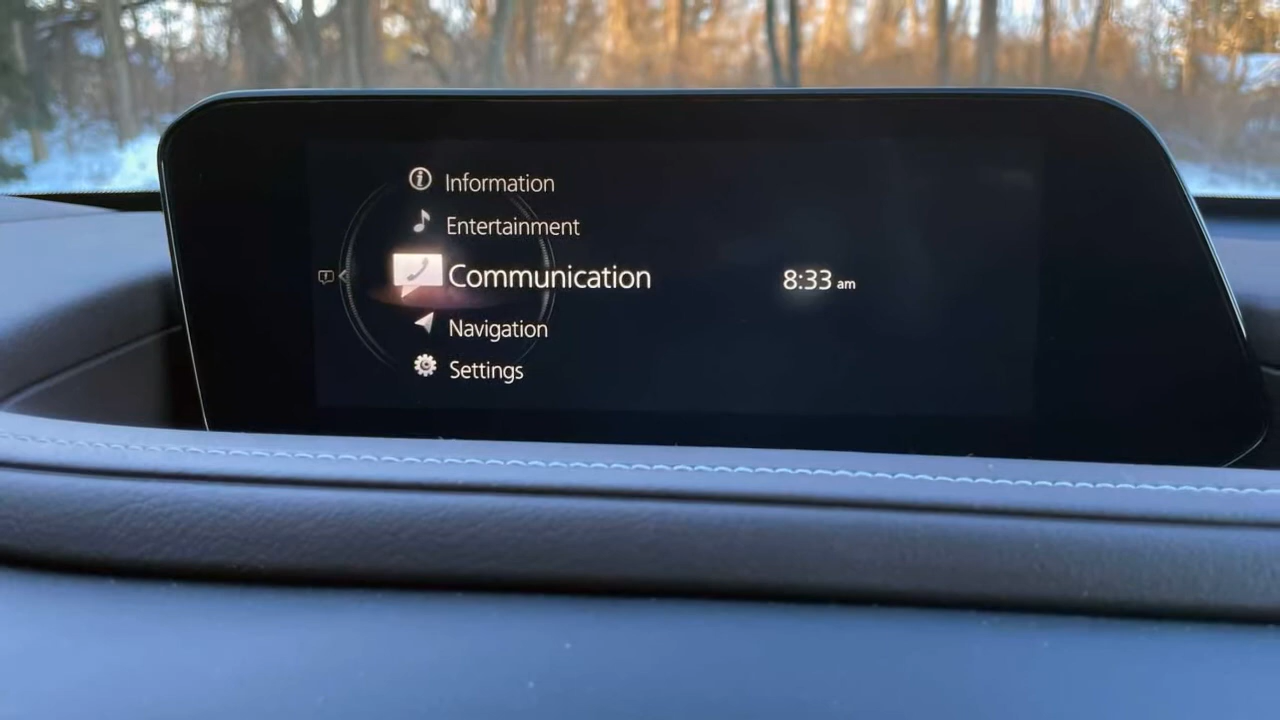 Information
Entertainment
Communication
8:33 am
Navigation
Settings